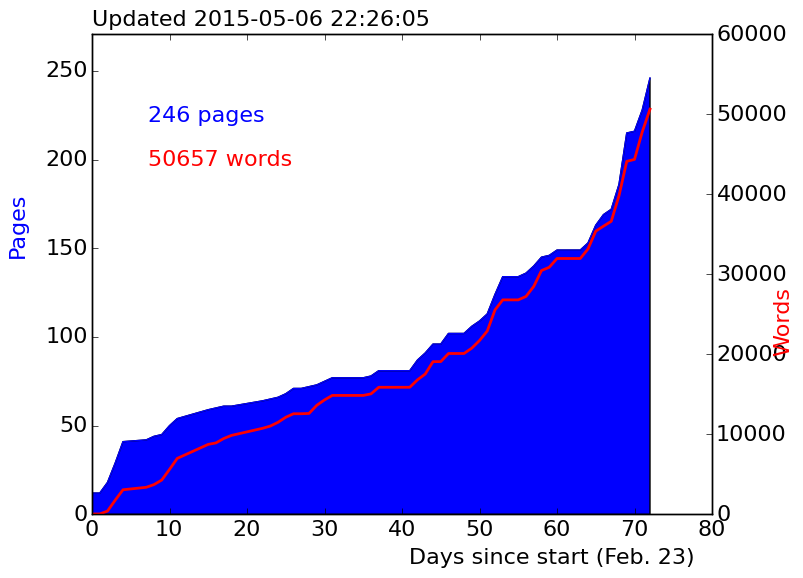 Updated 2015-05-06 22:26:05
60000
250
50000
246 pages
50657 words
200
40000
Pages
150
30000
Words
100
20000
50
10000
0
0
0 10 20 30 40 50 60 70 80
Days since start (Feb. 23)